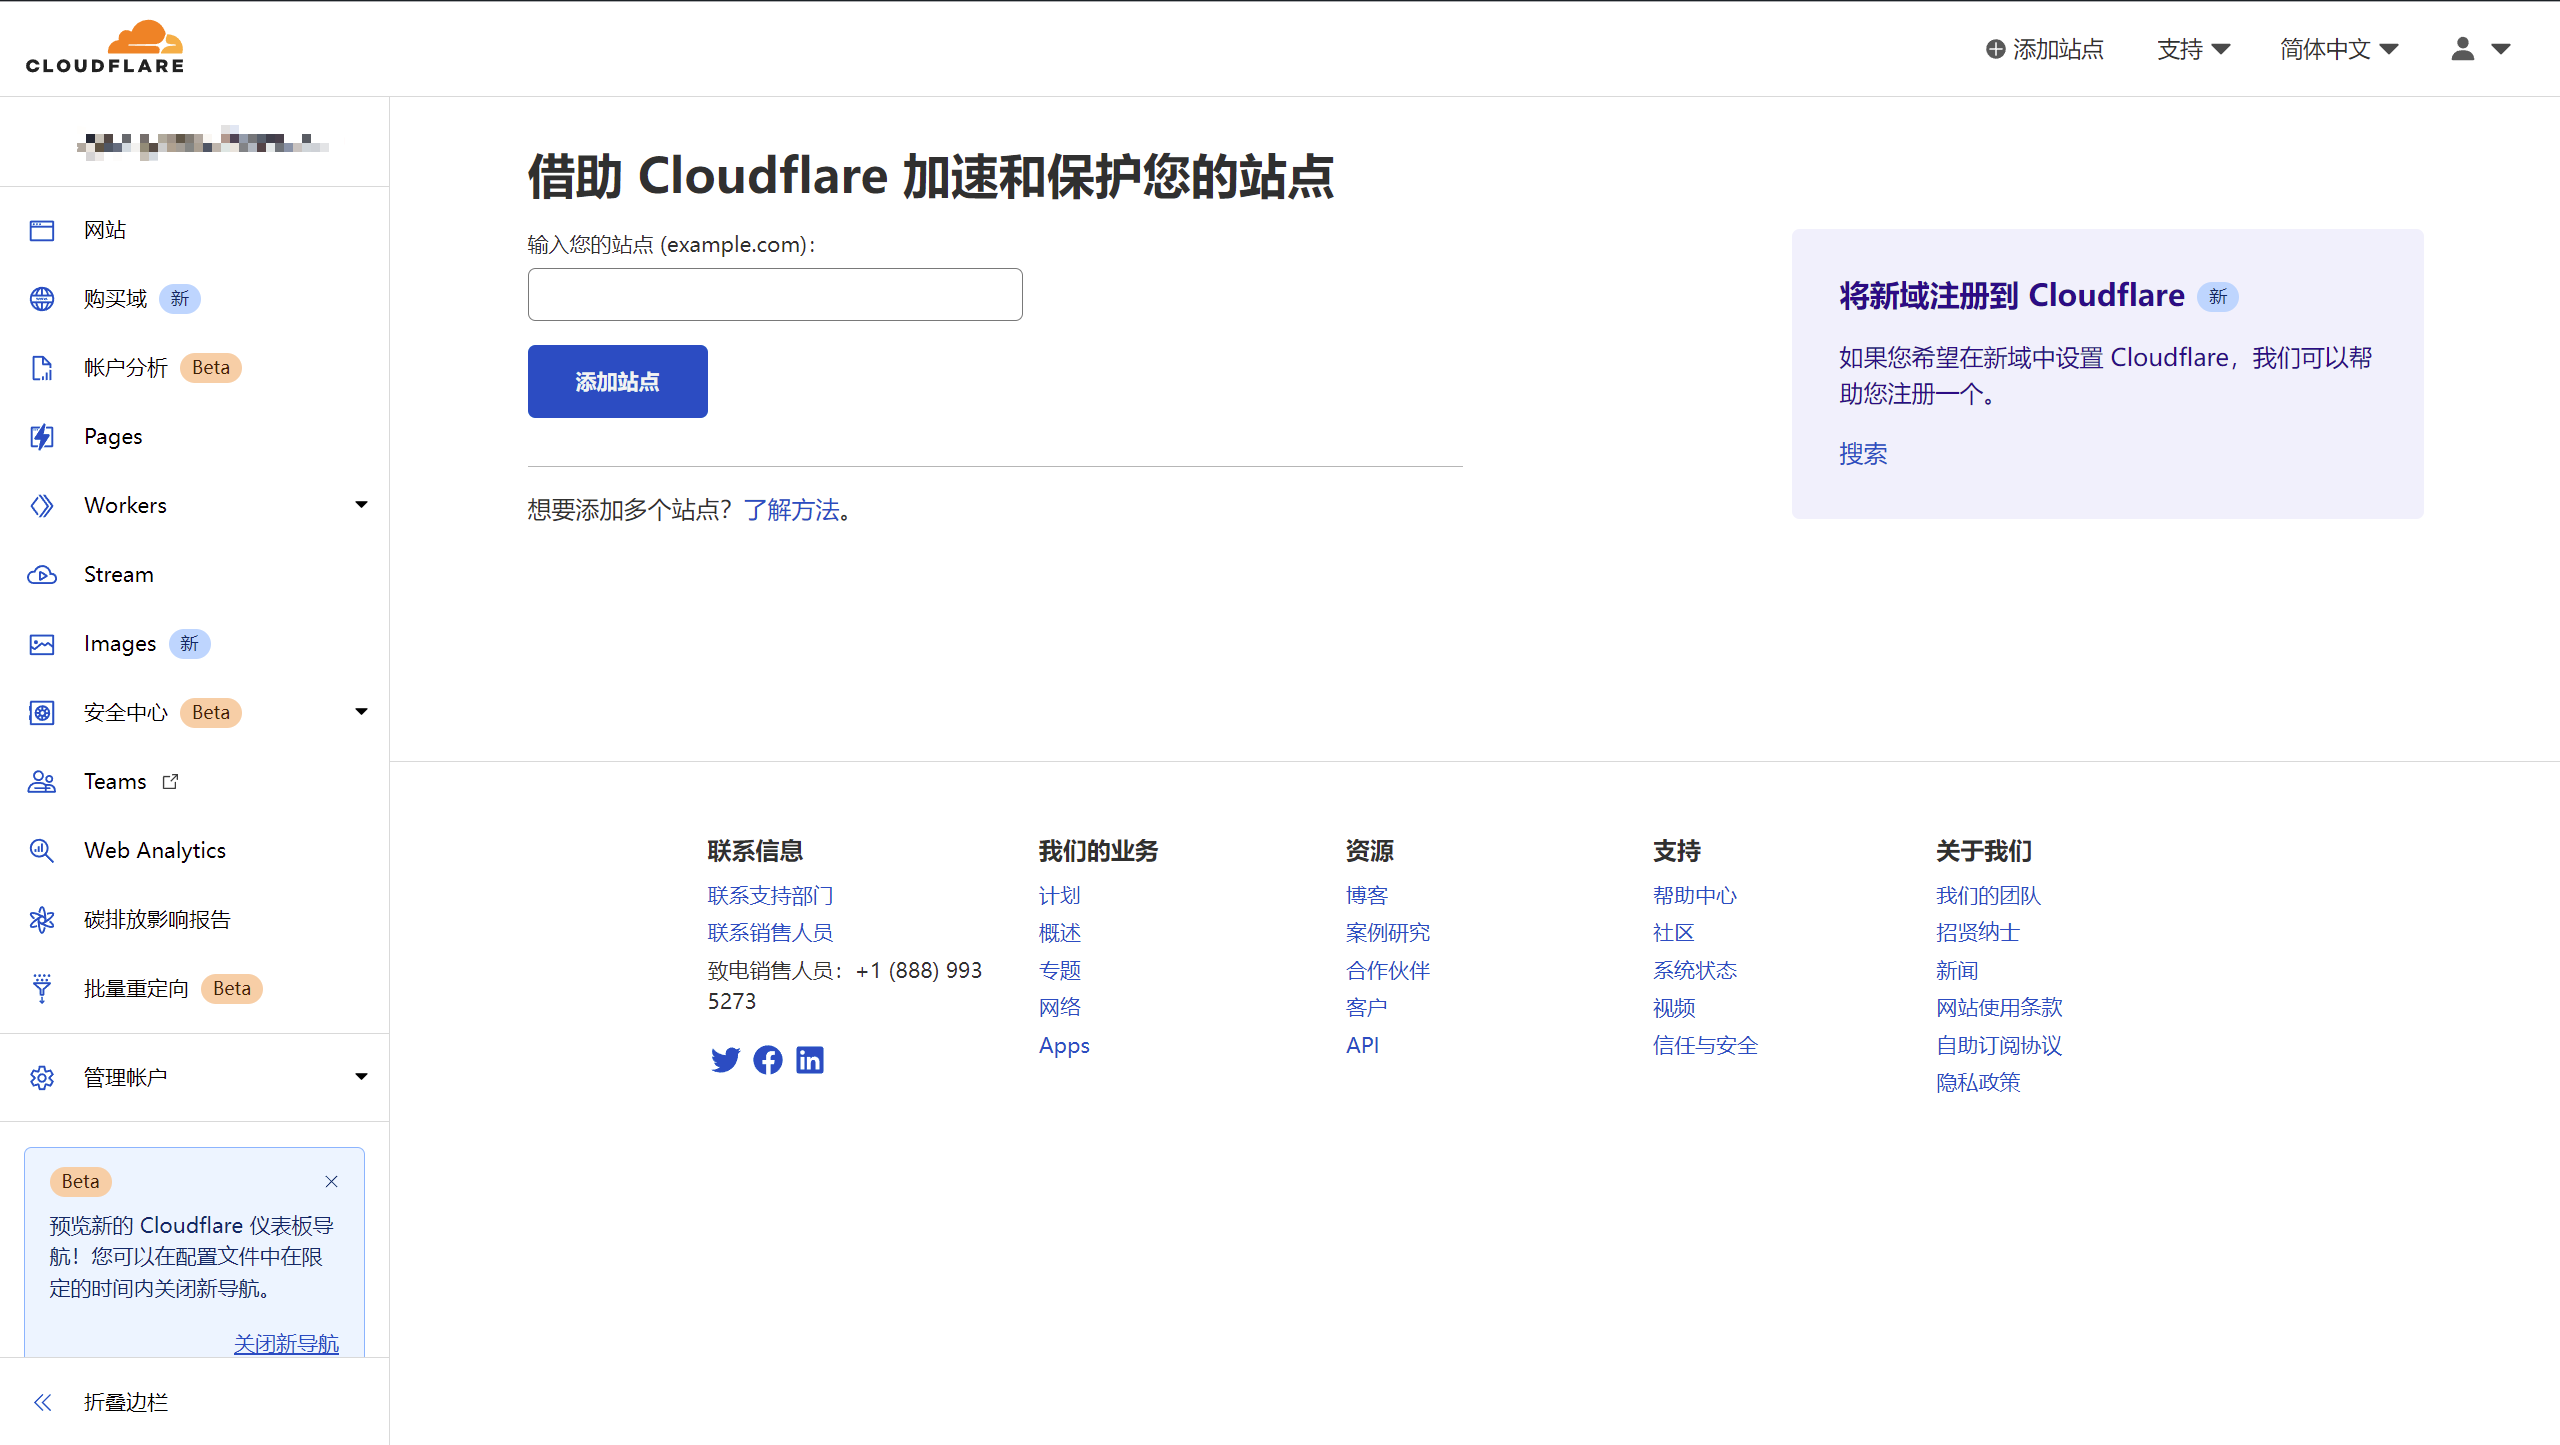 CLOUDFLARE
添加站点
支持
简体中文
网站
购买域 新
帐户分析 Beta
Pages
Workers
Stream
Images 新
安全中心 Beta
Teams
Web Analytics
碳排放影响报告
批量重定向 Beta
管理帐户
Beta
预览新的 Cloudflare 仪表板导
航！您可以在配置文件中在限
定的时间内关闭新导航。
关闭新导航
折叠边栏
借助 Cloudflare 加速和保护您的站点
输入您的站点 (example.com)：
添加站点
想要添加多个站点？了解方法。
将新域注册到 Cloudflare 新
如果您希望在新域中设置 Cloudflare，我们可以帮
助您注册一个。
搜索
联系信息
联系支持部门
联系销售人员
致电销售人员：+1 (888) 993
5273
我们的业务
计划
概述
专题
网络
Apps
资源
博客
案例研究
合作伙伴
客户
API
支持
帮助中心
社区
系统状态
视频
信任与安全
关于我们
我们的团队
招贤纳士
新闻
网站使用条款
自助订阅协议
隐私政策